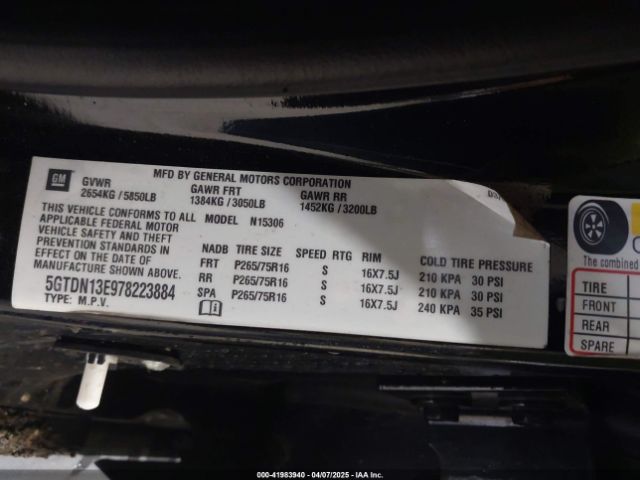 GM
MFD BY GENERAL MOTORS CORPORATION
GVWR GAWR FRT GAWR RR
2654KG / 5850LB 1384KG / 3050LB 1452KG / 3200LB
THIS VEHICLE CONFORMS TO ALL MODEL N15306
APPLICABLE FEDERAL MOTOR
VEHICLE SAFETY AND THEFT
PREVENTION STANDARDS IN
EFFECT ON THE DATE OF
MANUFACTURE SHOWN ABOVE.
5GTDN13E978223884
TYPE: M.P.V.
NADB TIRE SIZE SPEED RTG RIM COLD TIRE PRESSURE
FRT P265/75R16 S 16X7.5J 210 KPA 30 PSI
RR P265/75R16 S 16X7.5J 210 KPA 30 PSI
SPA P265/75R16 S 16X7.5J 240 KPA 35 PSI
The combined
TIRE
FRONT
REAR
SPARE
000-41983940 04/07/2025 IAA Inc.